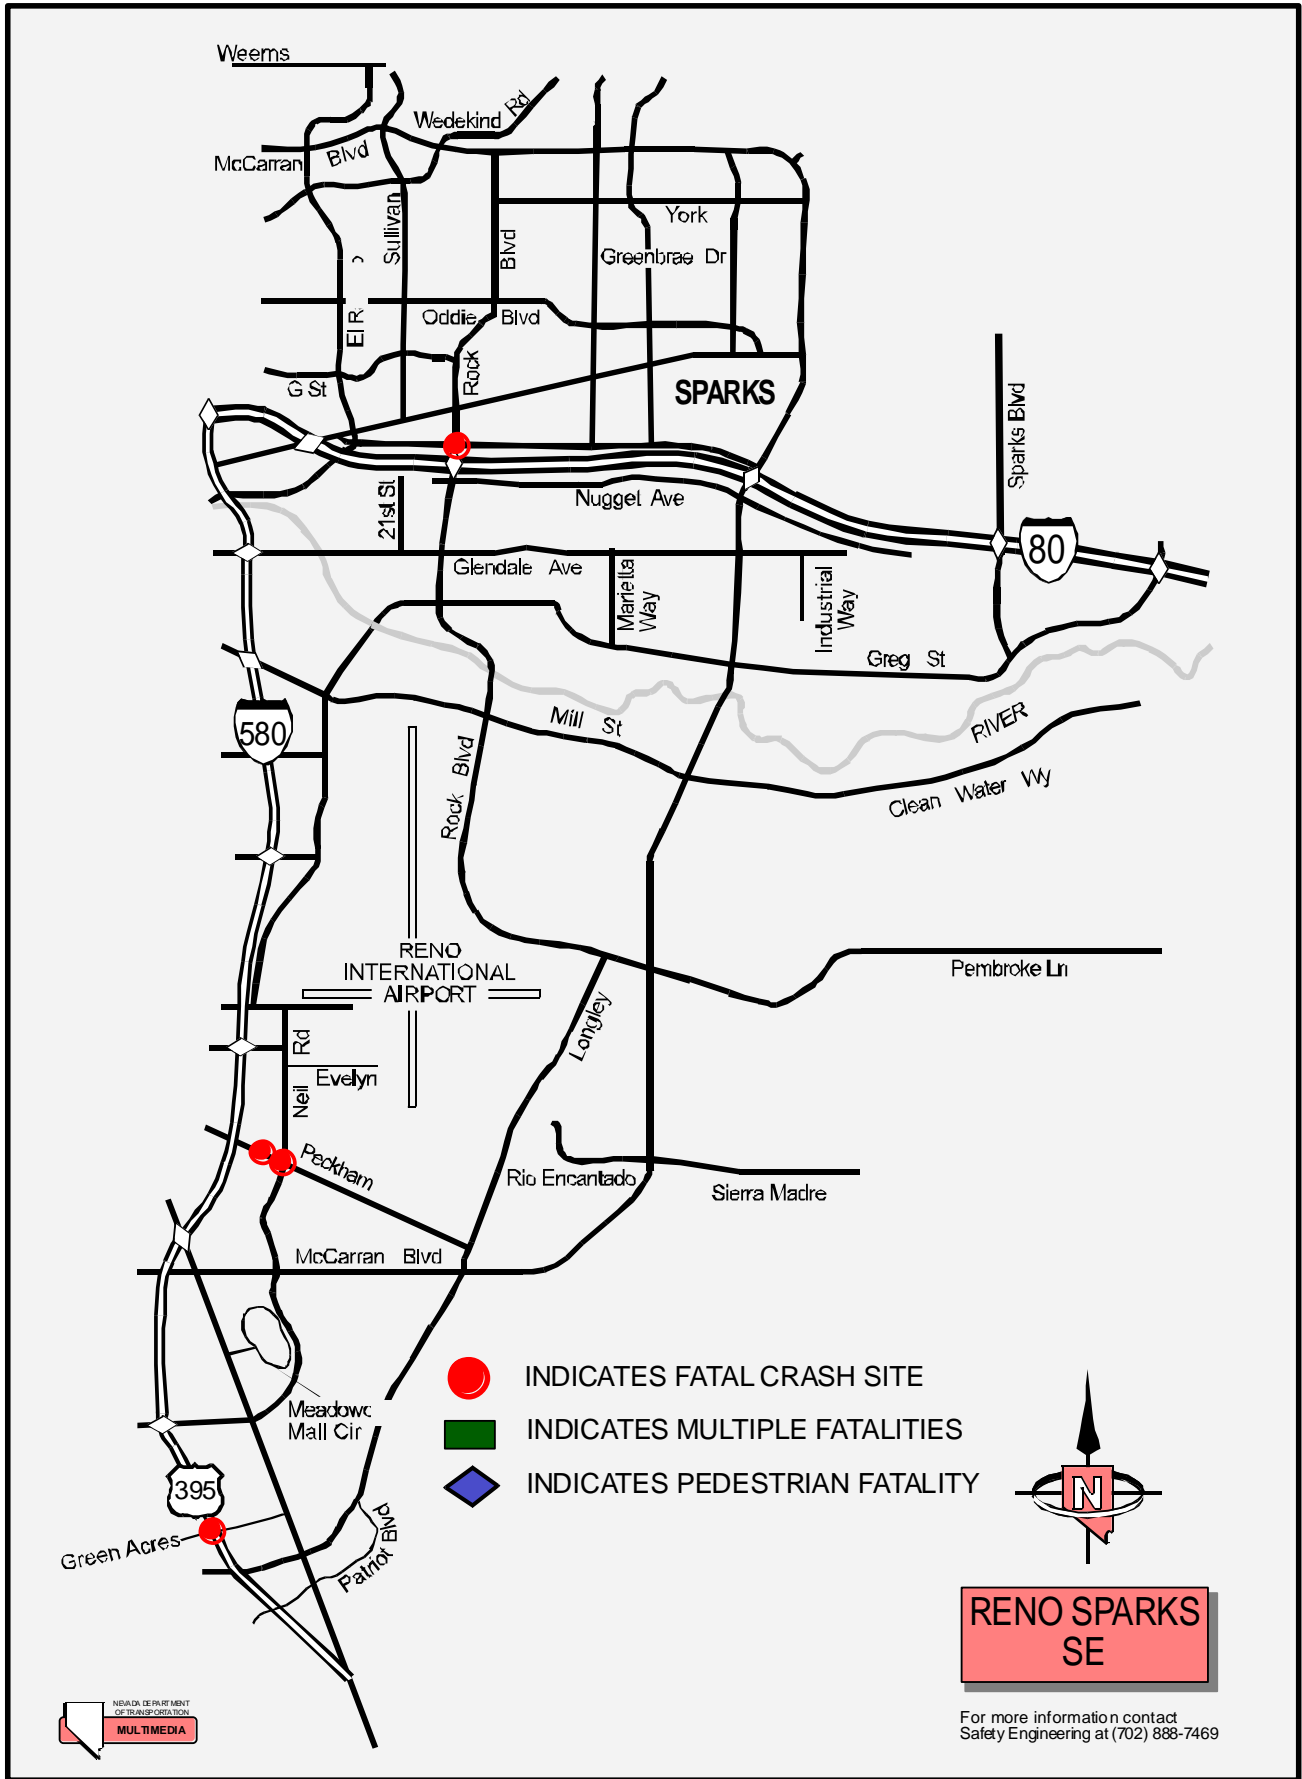 Weems
Wedekind Rd
McCarran Blvd
Sullivan
York
Blvd
Greenbrae Dr
El R
Oddie Blvd
Rock
G St
SPARKS
Sparks Blvd
21st St
Nuggel Ave
80
Glendale Ave
Marietta
Way
Industrial
Way
Greg St
580
Mill St
RIVER
Rock Blvd
Clean Water Wy
RENO
INTERNATIONAL
AIRPORT
Pembroke Ln
Longley
Neil Rd
Evelyn
Peckham
Rio Encantado
Sierra Madre
McCarran Blvd
INDICATES FATAL CRASH SITE
Meadowc
Mall Cir
INDICATES MULTIPLE FATALITIES
INDICATES PEDESTRIAN FATALITY
395
N
Green Acres
Patriot Blvd
RENO SPARKS
SE
NEVADA DEPARTMENT
OF TRANSPORTATION
MULTIMEDIA
For more information contact
Safety Engineering at (702) 888-7469